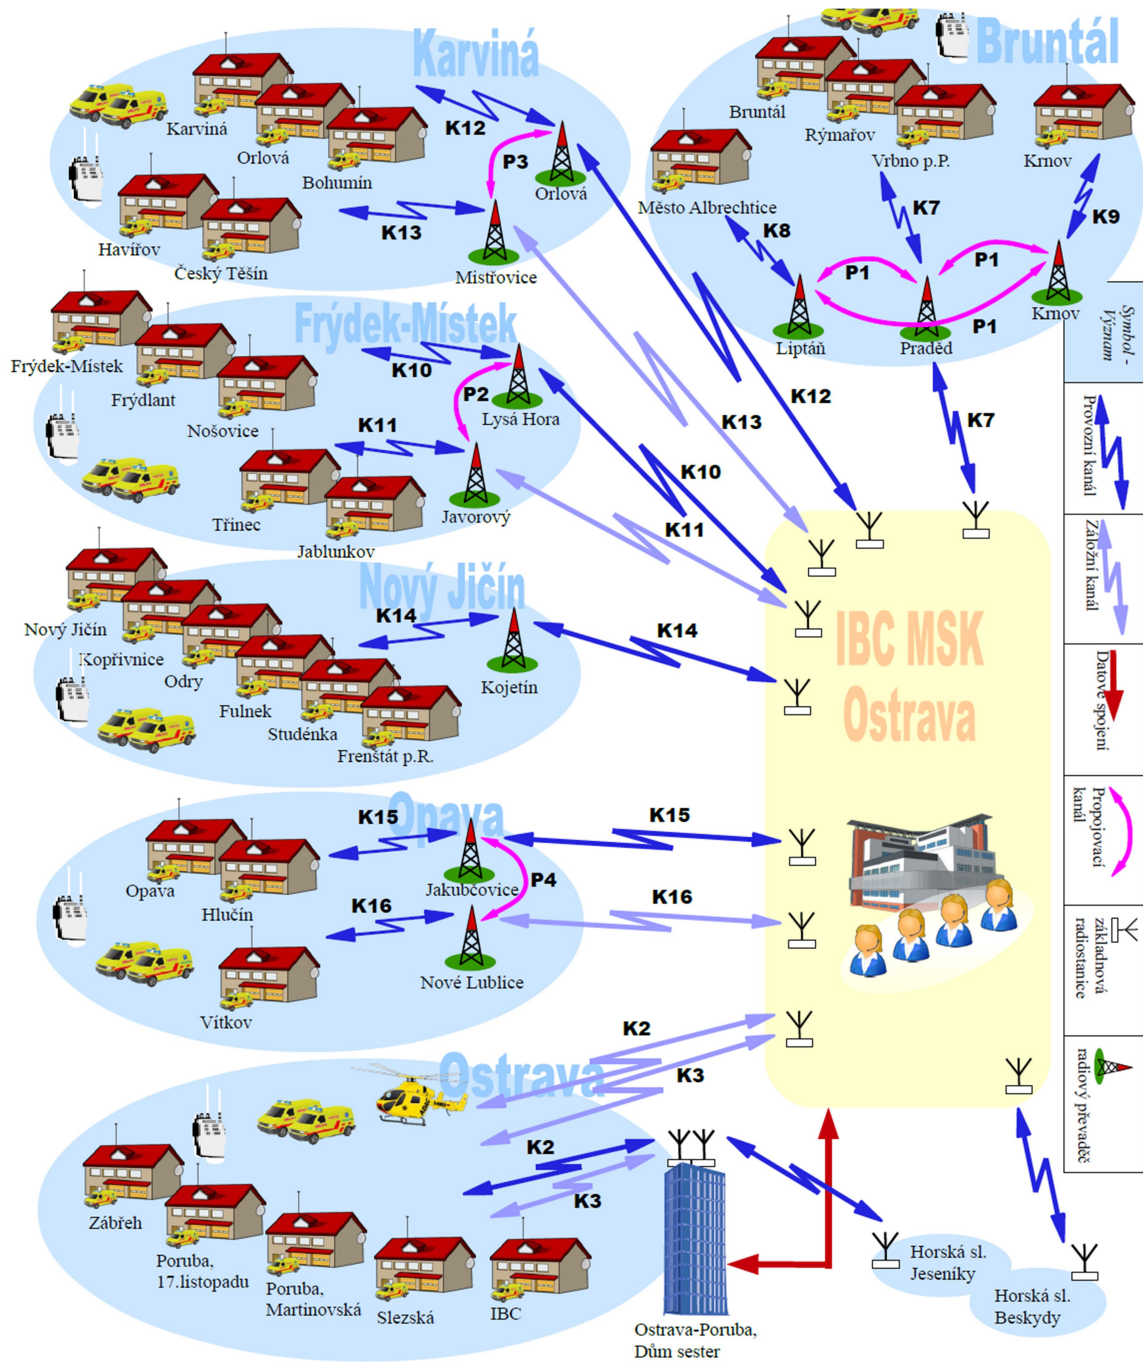 Karviná
Karviná
Orlová
Bohumín
Havířov
Český Těšín
K12
P3
K13
Orlová
Mistřovice
Bruntál
Bruntál
Rýmařov
Vrbno p.P.
Krnov
Město Albrechtice
K8
K7
K9
P1
P1
P1
Liptáň
Praděd
Krnov
Frýdek-Místek
Frýdek-Místek
Frýdlant
Nošovice
Třinec
Jablunkov
K10
P2
K11
Lysá Hora
Javorový
K12
K13
K10
K11
K7
Nový Jičín
Nový Jičín
Kopřivnice
Odry
Fulnek
Studénka
Frenštát p.R.
K14
Kojetín
K14
IBC MSK
Ostrava
Opava
Opava
Hlučín
Vítkov
K15
K16
P4
Jakubčovice
Nové Lublice
K15
K16
Ostrava
K2
K3
K2
K3
Zábřeh
Poruba,
17.listopadu
Poruba,
Martinovská
Slezská
IBC
Ostrava-Poruba,
Dům sester
Horská sl.
Jeseníky
Horská sl.
Beskydy
Symbol -
Význam
Provozní kanál
Záložní kanál
Datové spojení
Propojovací
kanál
základnová
radiostanice
radiový převaděč